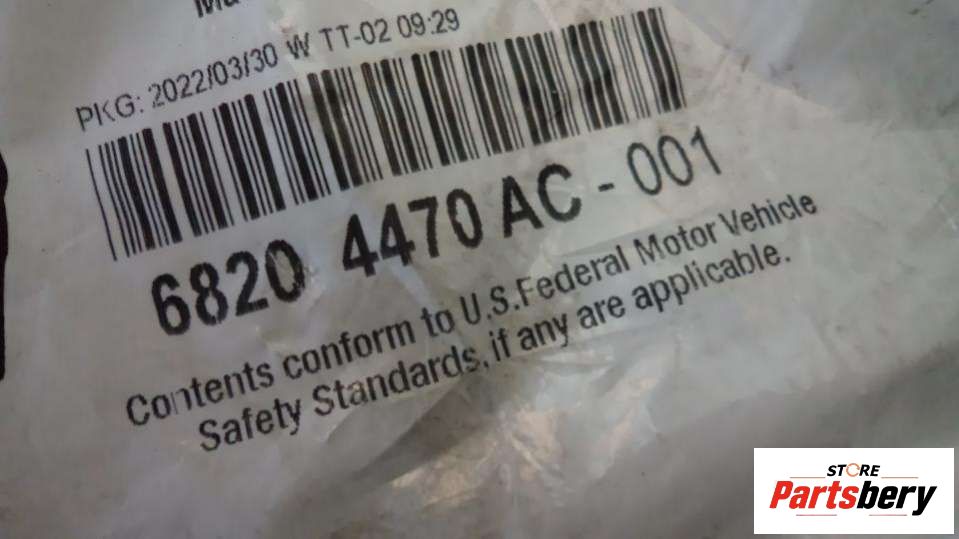 PKG: 2022/03/30 W TT-02 09:29
6820 4470 AC - 001
Contents conform to U.S.Federal Motor Vehicle
Safety Standards, if any are applicable.
STORE
Partsbery